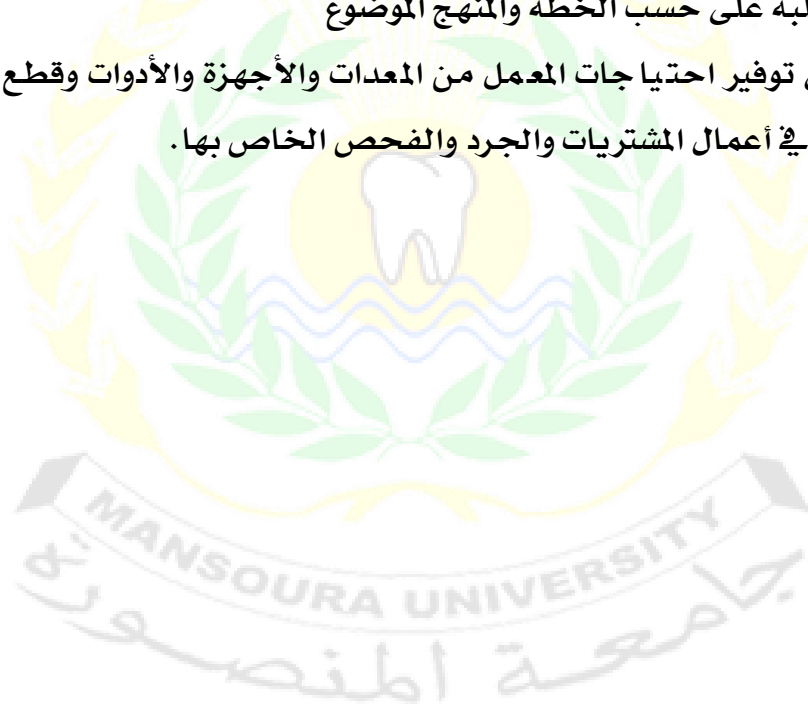 لبة على حسب الخطة والمنهج الموضوع
توفير احتياجات المعمل من المعدات والأجهزة والأدوات وقطع
في أعمال المشتريات والجرد والفحص الخاص بها.
MANSOURA UNIVERSITY
جامعة المنصورة